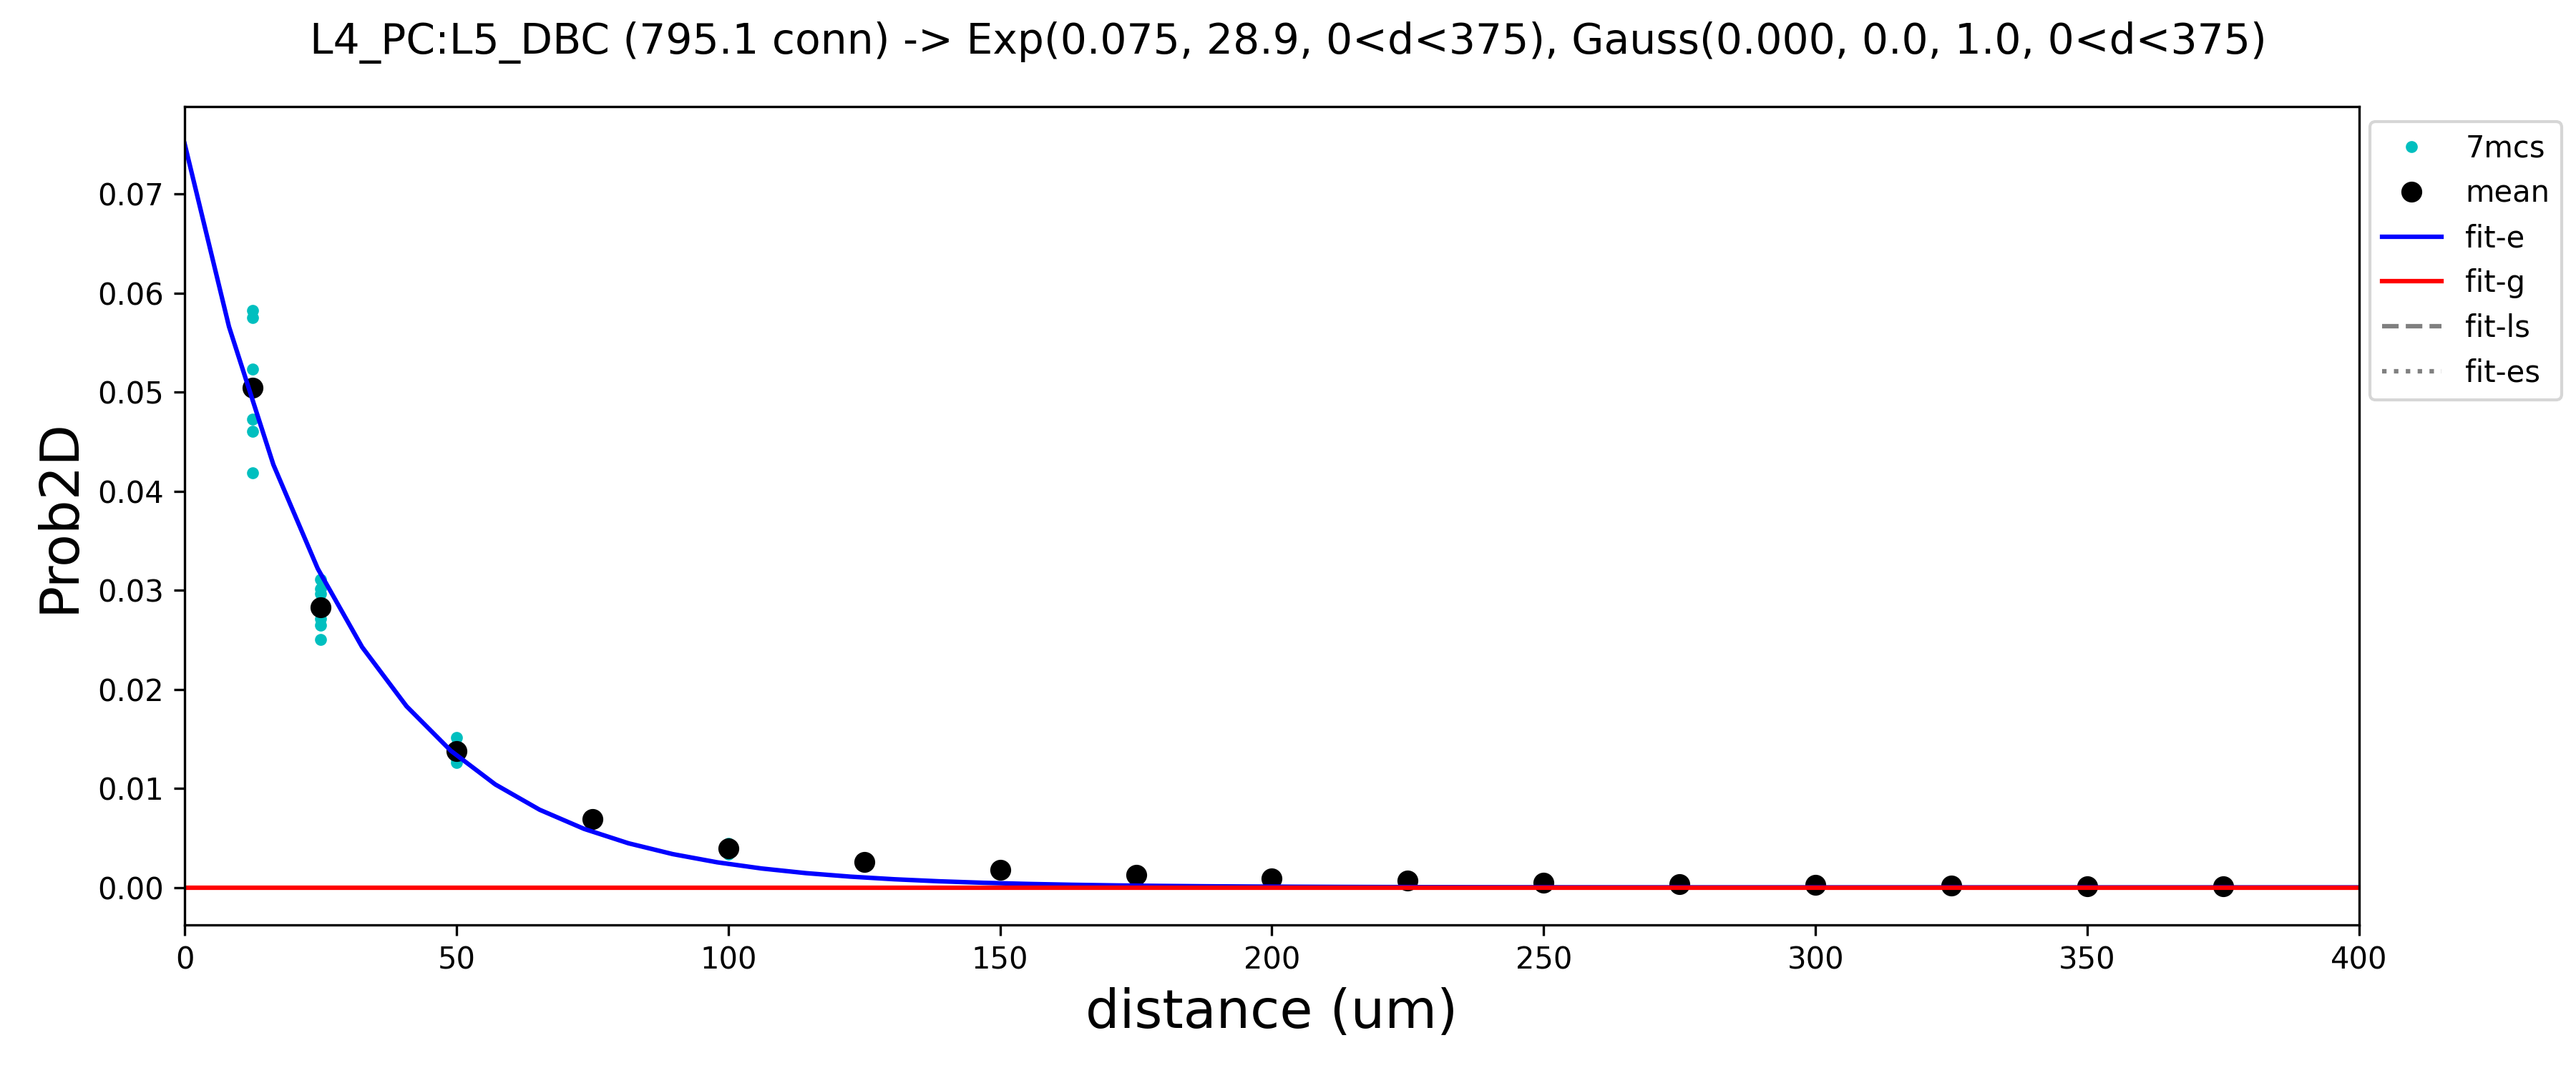 L4_PC:L5_DBC (795.1 conn) -> Exp(0.075, 28.9, 0<d<375), Gauss(0.000, 0.0, 1.0, 0<d<375)
7mcs
mean
fit-e
fit-g
fit-ls
fit-es
Prob2D
0.07
0.06
0.05
0.04
0.03
0.02
0.01
0.00
0 50 100 150 200 250 300 350 400
distance (um)